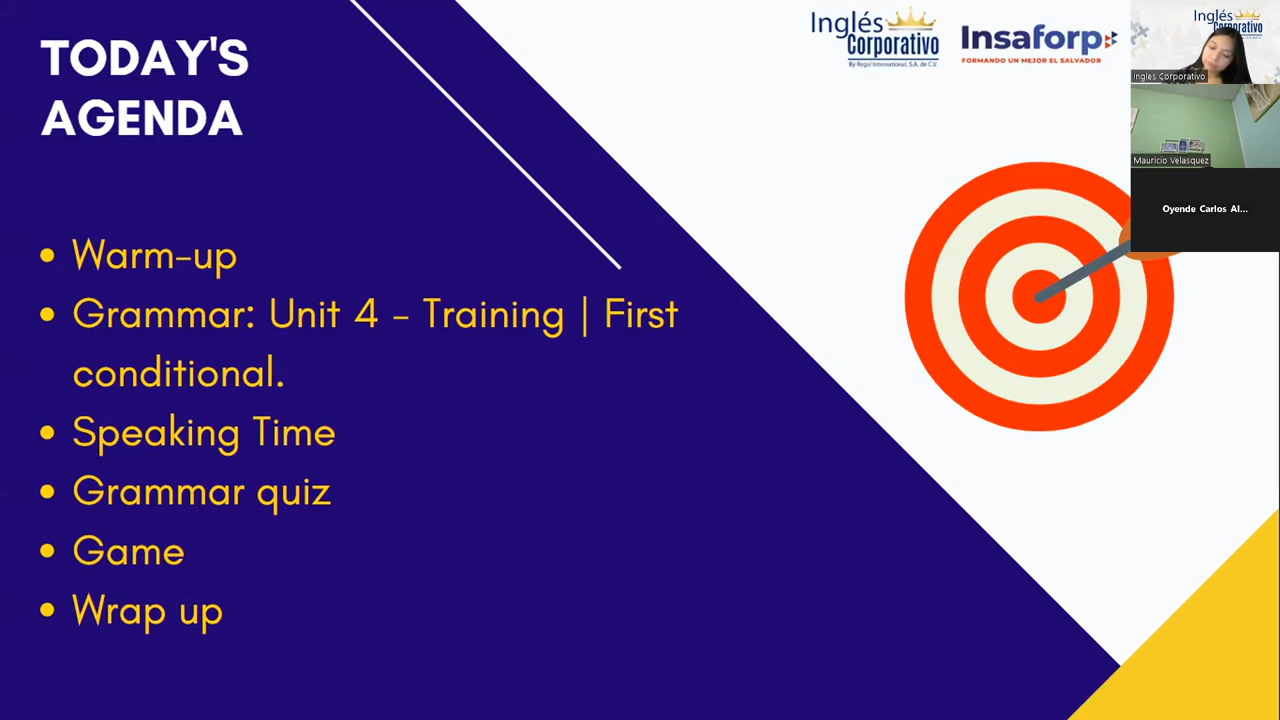 TODAY'S
AGENDA
Warm-up
Grammar: Unit 4 - Training | First
conditional.
Speaking Time
Grammar quiz
Game
Wrap up
Inglés
Corporativo
By Regal International, S.A. de C.V.
Insaforp
FORMANDO UN MEJOR EL SALVADOR
Inglés
Corporativo
Ingles Corporativo
Mauricio Velasquez
Oyende Carlos Al...